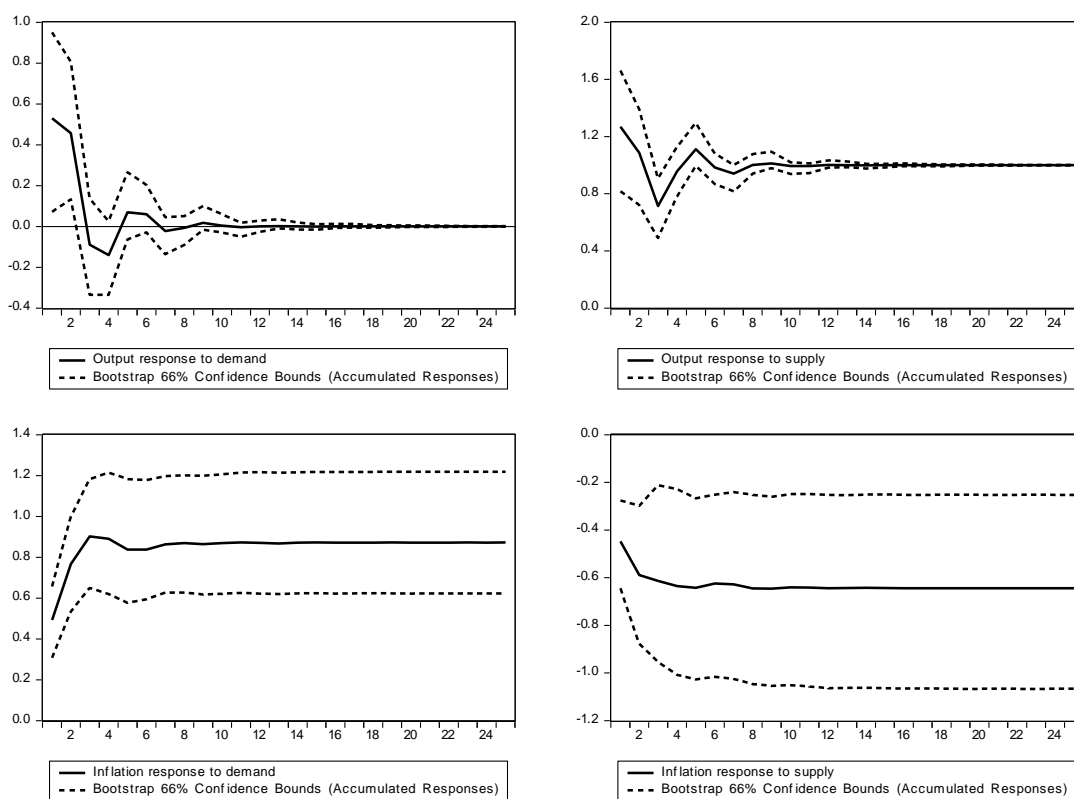 1.0
0.8
0.6
0.4
0.2
0.0
-0.2
-0.4
2 4 6 8 10 12 14 16 18 20 22 24
Output response to demand
Bootstrap 66% Confidence Bounds (Accumulated Responses)
2.0
1.6
1.2
0.8
0.4
0.0
2 4 6 8 10 12 14 16 18 20 22 24
Output response to supply
Bootstrap 66% Confidence Bounds (Accumulated Responses)
1.4
1.2
1.0
0.8
0.6
0.4
0.2
0.0
2 4 6 8 10 12 14 16 18 20 22 24
Inflation response to demand
Bootstrap 66% Confidence Bounds (Accumulated Responses)
0.0
-0.2
-0.4
-0.6
-0.8
-1.0
-1.2
2 4 6 8 10 12 14 16 18 20 22 24
Inflation response to supply
Bootstrap 66% Confidence Bounds (Accumulated Responses)